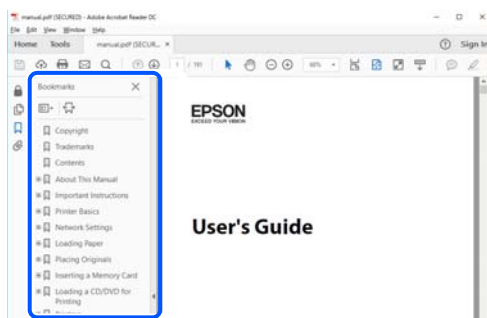 manual.pdf (SECURED) - Adobe Acrobat Reader DC
File Edit View Window Help
Home Tools manual.pdf (SECUR... ×
Sign In
1 / 191
Bookmarks
Copyright
Trademarks
Contents
About This Manual
Important Instructions
Printer Basics
Network Settings
Loading Paper
Placing Originals
Inserting a Memory Card
Loading a CD/DVD for
Printing
EPSON
EXCEED YOUR VISION
User's Guide